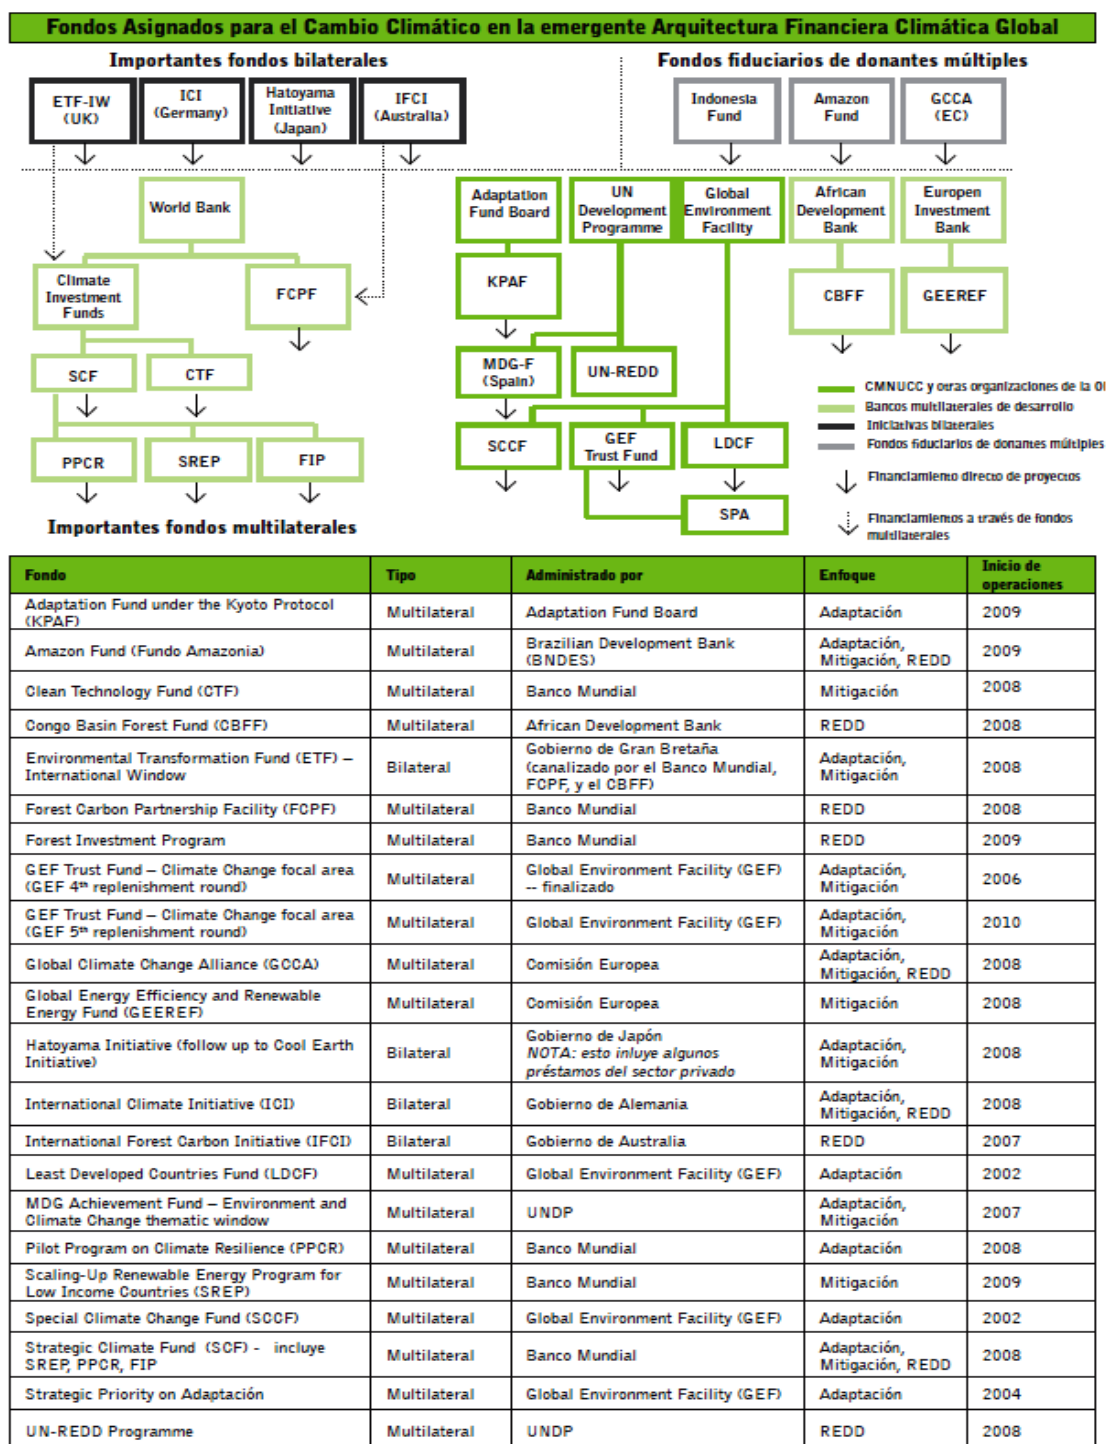 Fondos Asignados para el Cambio Climático en la emergente Arquitectura Financiera Climática Global
Importantes fondos bilaterales
Fondos fiduciarios de donantes múltiples
ETF-IW
(UK)
ICI
(Germany)
Hatoyama
Initiative
(Japan)
IFCI
(Australia)
Indonesia
Fund
Amazon
Fund
GCCA
(EC)
World Bank
Adaptation
Fund Board
UN
Development
Programme
Global
Environment
Facility
African
Development
Bank
Europen
Investment
Bank
Climate
Investment
Funds
FCPF
KPAF
CBFF
GEEREF
SCF
CTF
MDG-F
(Spain)
UN-REDD
PPCR
SREP
FIP
SCCF
GEF
Trust Fund
LDCF
SPA
CMNUCC y otras organizaciones de la OI
Bancos multilaterales de desarrollo
Iniciativas bilaterales
Fondos fiduciarios de donantes múltiples
Financiamiento directo de proyectos
Financiamientos a través de fondos
multilaterales
Importantes fondos multilaterales
Fondo Tipo Administrado por Enfoque Inicio de
operaciones
Adaptation Fund under the Kyoto Protocol
(KPAF) Multilateral Adaptation Fund Board Adaptación 2009
Amazon Fund (Fundo Amazonia) Multilateral Brazilian Development Bank
(BNDES) Adaptación,
Mitigación, REDD 2009
Clean Technology Fund (CTF) Multilateral Banco Mundial Mitigación 2008
Congo Basin Forest Fund (CBFF) Multilateral African Development Bank REDD 2008
Environmental Transformation Fund (ETF) –
International Window Bilateral Gobierno de Gran Bretaña
(canalizado por el Banco Mundial,
FCPF, y el CBFF) Adaptación,
Mitigación 2008
Forest Carbon Partnership Facility (FCPF) Multilateral Banco Mundial REDD 2008
Forest Investment Program Multilateral Banco Mundial REDD 2009
GEF Trust Fund – Climate Change focal area
(GEF 4th replenishment round) Multilateral Global Environment Facility (GEF)
-- finalizado Adaptación,
Mitigación 2006
GEF Trust Fund – Climate Change focal area
(GEF 5th replenishment round) Multilateral Global Environment Facility (GEF) Adaptación,
Mitigación 2010
Global Climate Change Alliance (GCCA) Multilateral Comisión Europea Adaptación,
Mitigación, REDD 2008
Global Energy Efficiency and Renewable
Energy Fund (GEEREF) Multilateral Comisión Europea Mitigación 2008
Hatoyama Initiative (follow up to Cool Earth
Initiative) Bilateral Gobierno de Japón
NOTA: esto inluye algunos
préstamos del sector privado Adaptación,
Mitigación 2008
International Climate Initiative (ICI) Bilateral Gobierno de Alemania Adaptación,
Mitigación, REDD 2008
International Forest Carbon Initiative (IFCI) Bilateral Gobierno de Australia REDD 2007
Least Developed Countries Fund (LDCF) Multilateral Global Environment Facility (GEF) Adaptación 2002
MDG Achievement Fund – Environment and
Climate Change thematic window Multilateral UNDP Adaptación,
Mitigación 2007
Pilot Program on Climate Resilience (PPCR) Multilateral Banco Mundial Adaptación 2008
Scaling-Up Renewable Energy Program for
Low Income Countries (SREP) Multilateral Banco Mundial Mitigación 2009
Special Climate Change Fund (SCCF) Multilateral Global Environment Facility (GEF) Adaptación 2002
Strategic Climate Fund (SCF) - incluye
SREP, PPCR, FIP Multilateral Banco Mundial Adaptación,
Mitigación, REDD 2008
Strategic Priority on Adaptación Multilateral Global Environment Facility (GEF) Adaptación 2004
UN-REDD Programme Multilateral UNDP REDD 2008